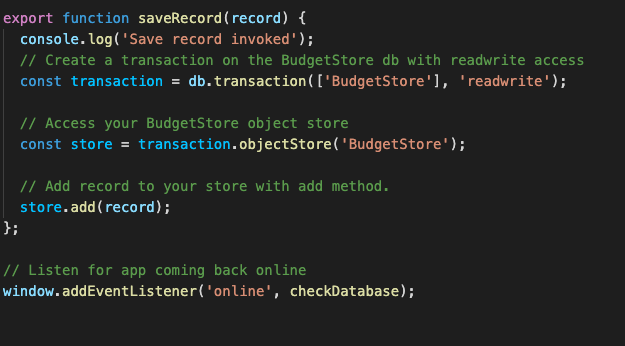 export function saveRecord(record) {
console.log('Save record invoked');
// Create a transaction on the BudgetStore db with readwrite access
const transaction = db.transaction(['BudgetStore'], 'readwrite');
// Access your BudgetStore object store
const store = transaction.objectStore('BudgetStore');
// Add record to your store with add method.
store.add(record);
};
// Listen for app coming back online
window.addEventListener('online', checkDatabase);